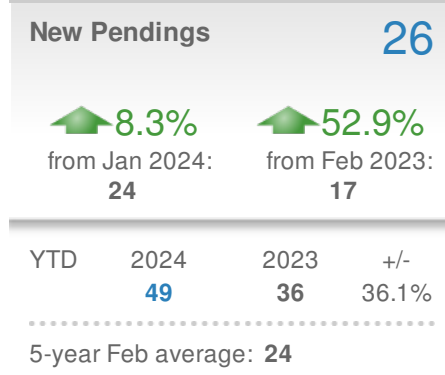 New Pendings 26
8.3% 52.9%
from Jan 2024: from Feb 2023:
24 17
YTD 2024 2023 +/-
49 36 36.1%
5-year Feb average: 24